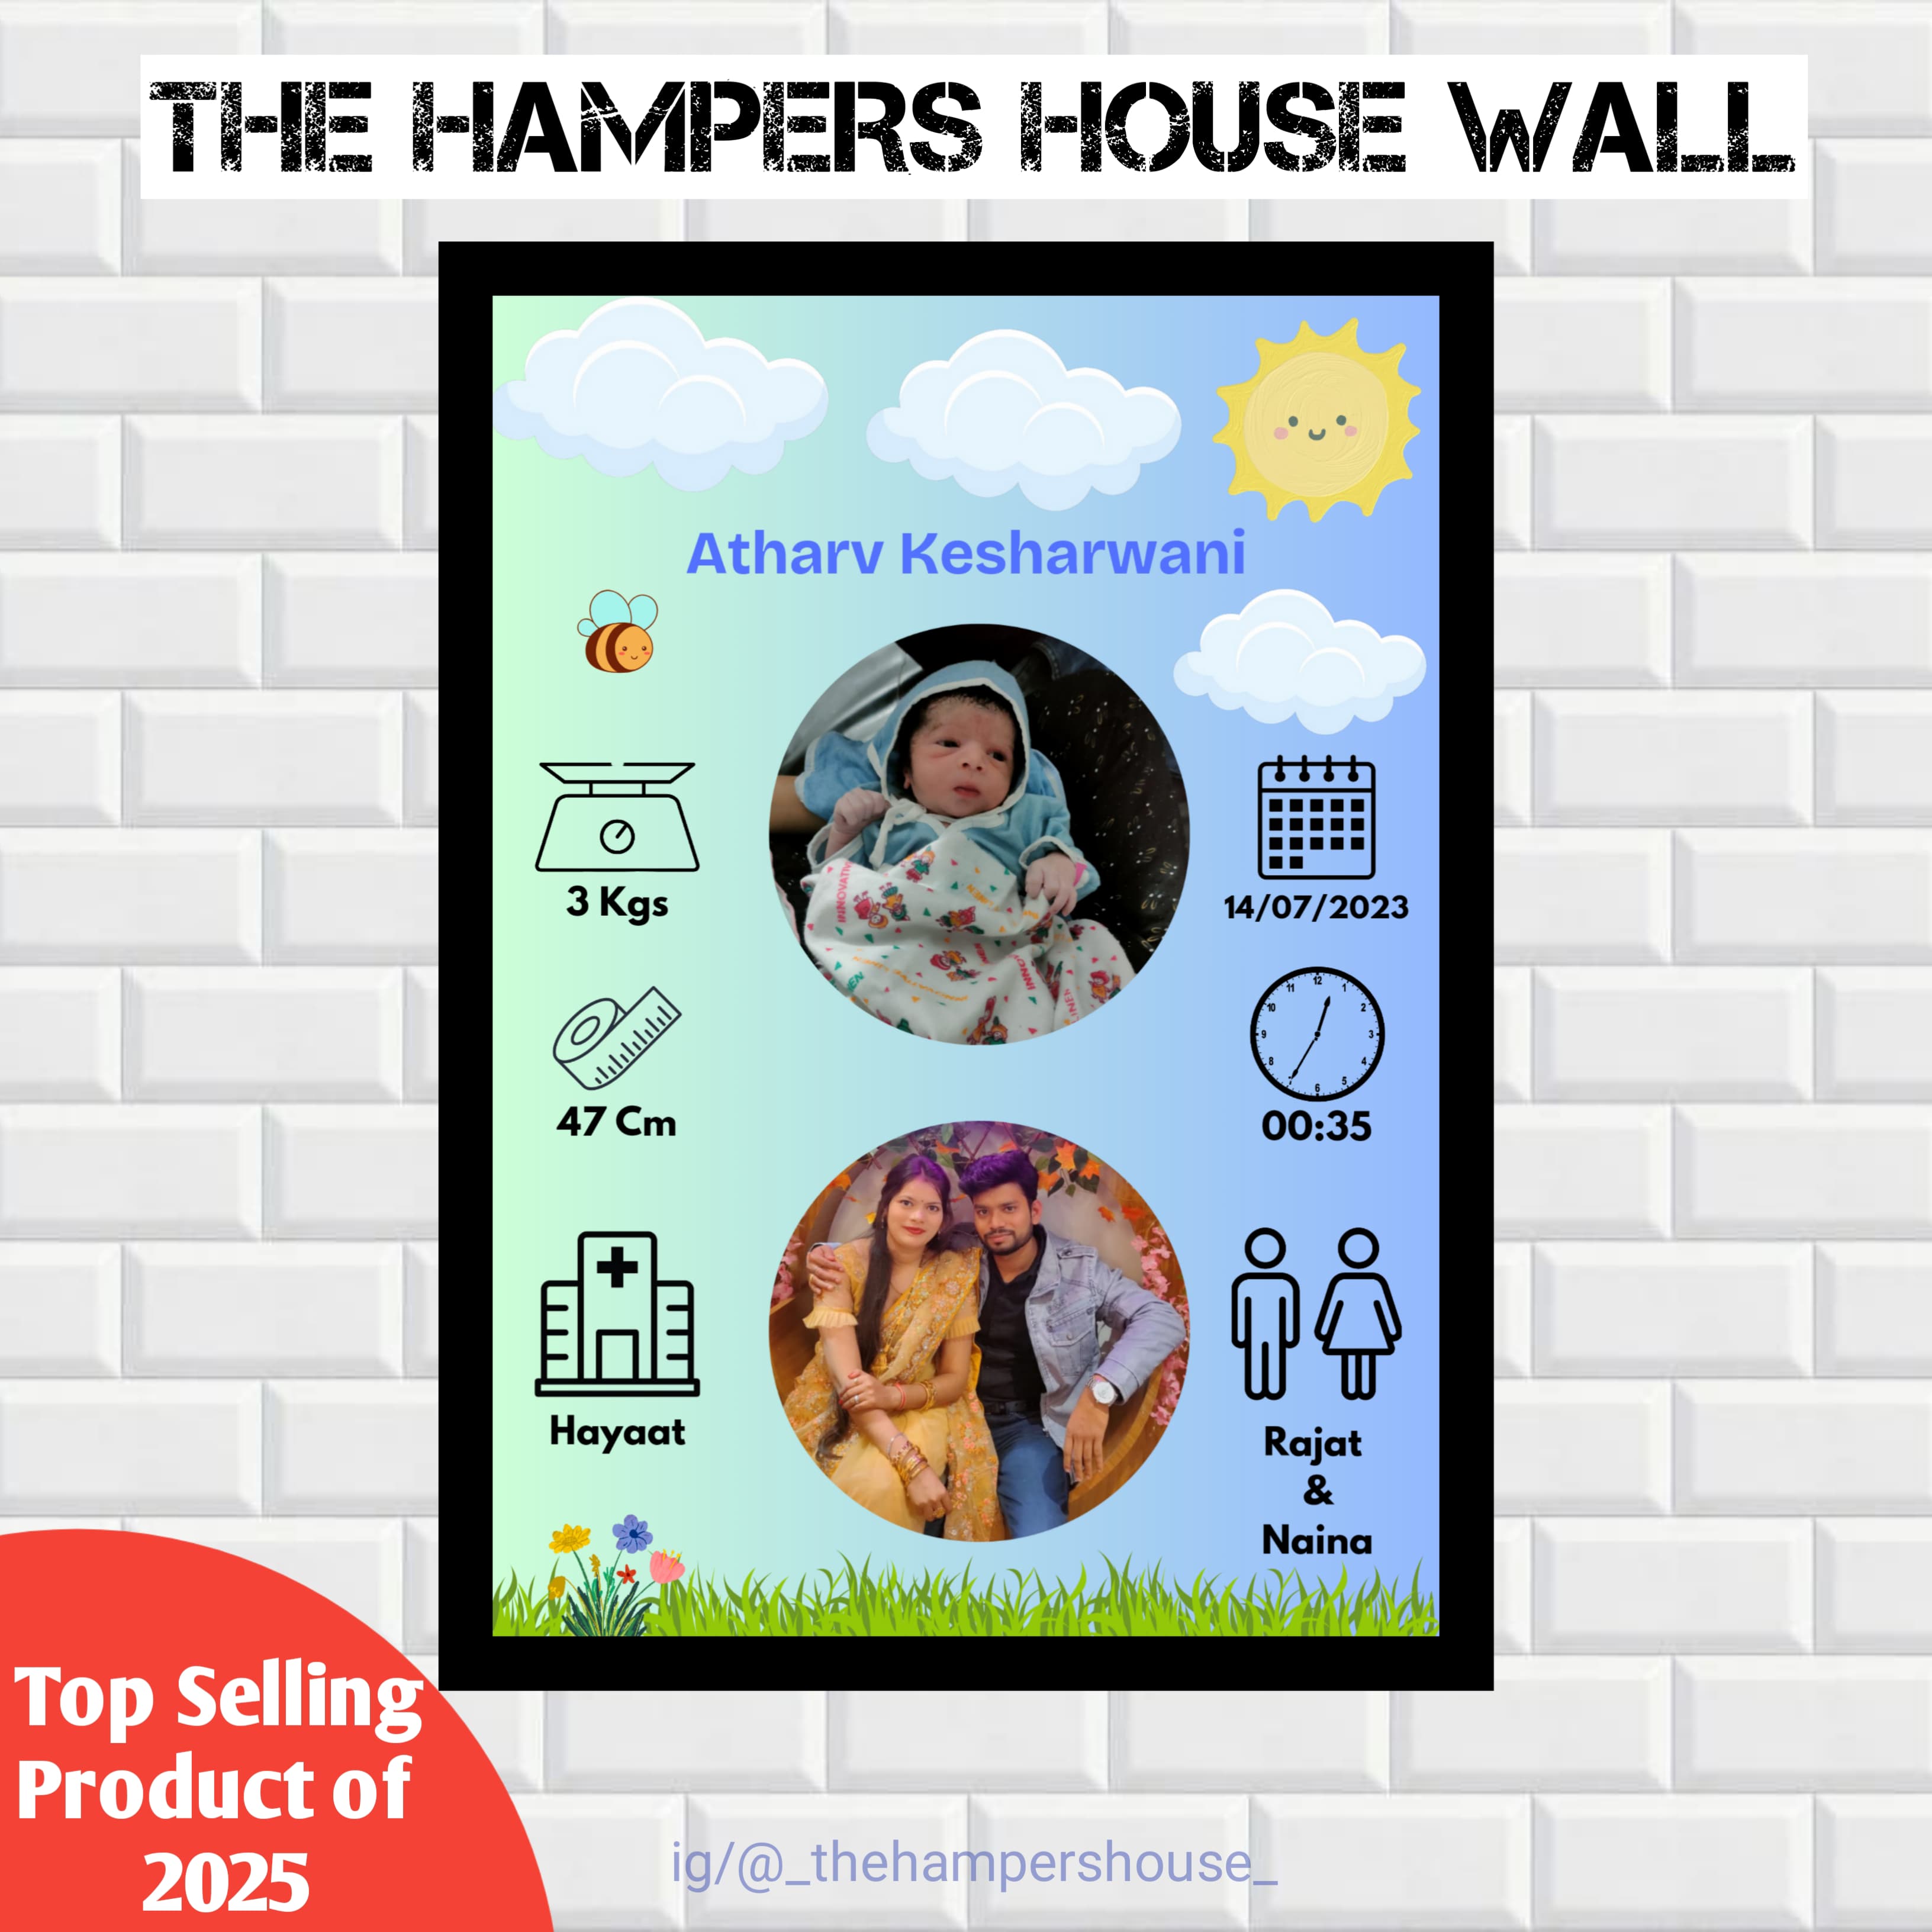 THE HAMPERS HOUSE WALL
Atharv Kesharwani
3 Kgs
14/07/2023
47 Cm
00:35
Hayaat
Rajat
&
Naina
Top Selling
Product of
2025
ig/@_thehampershouse_